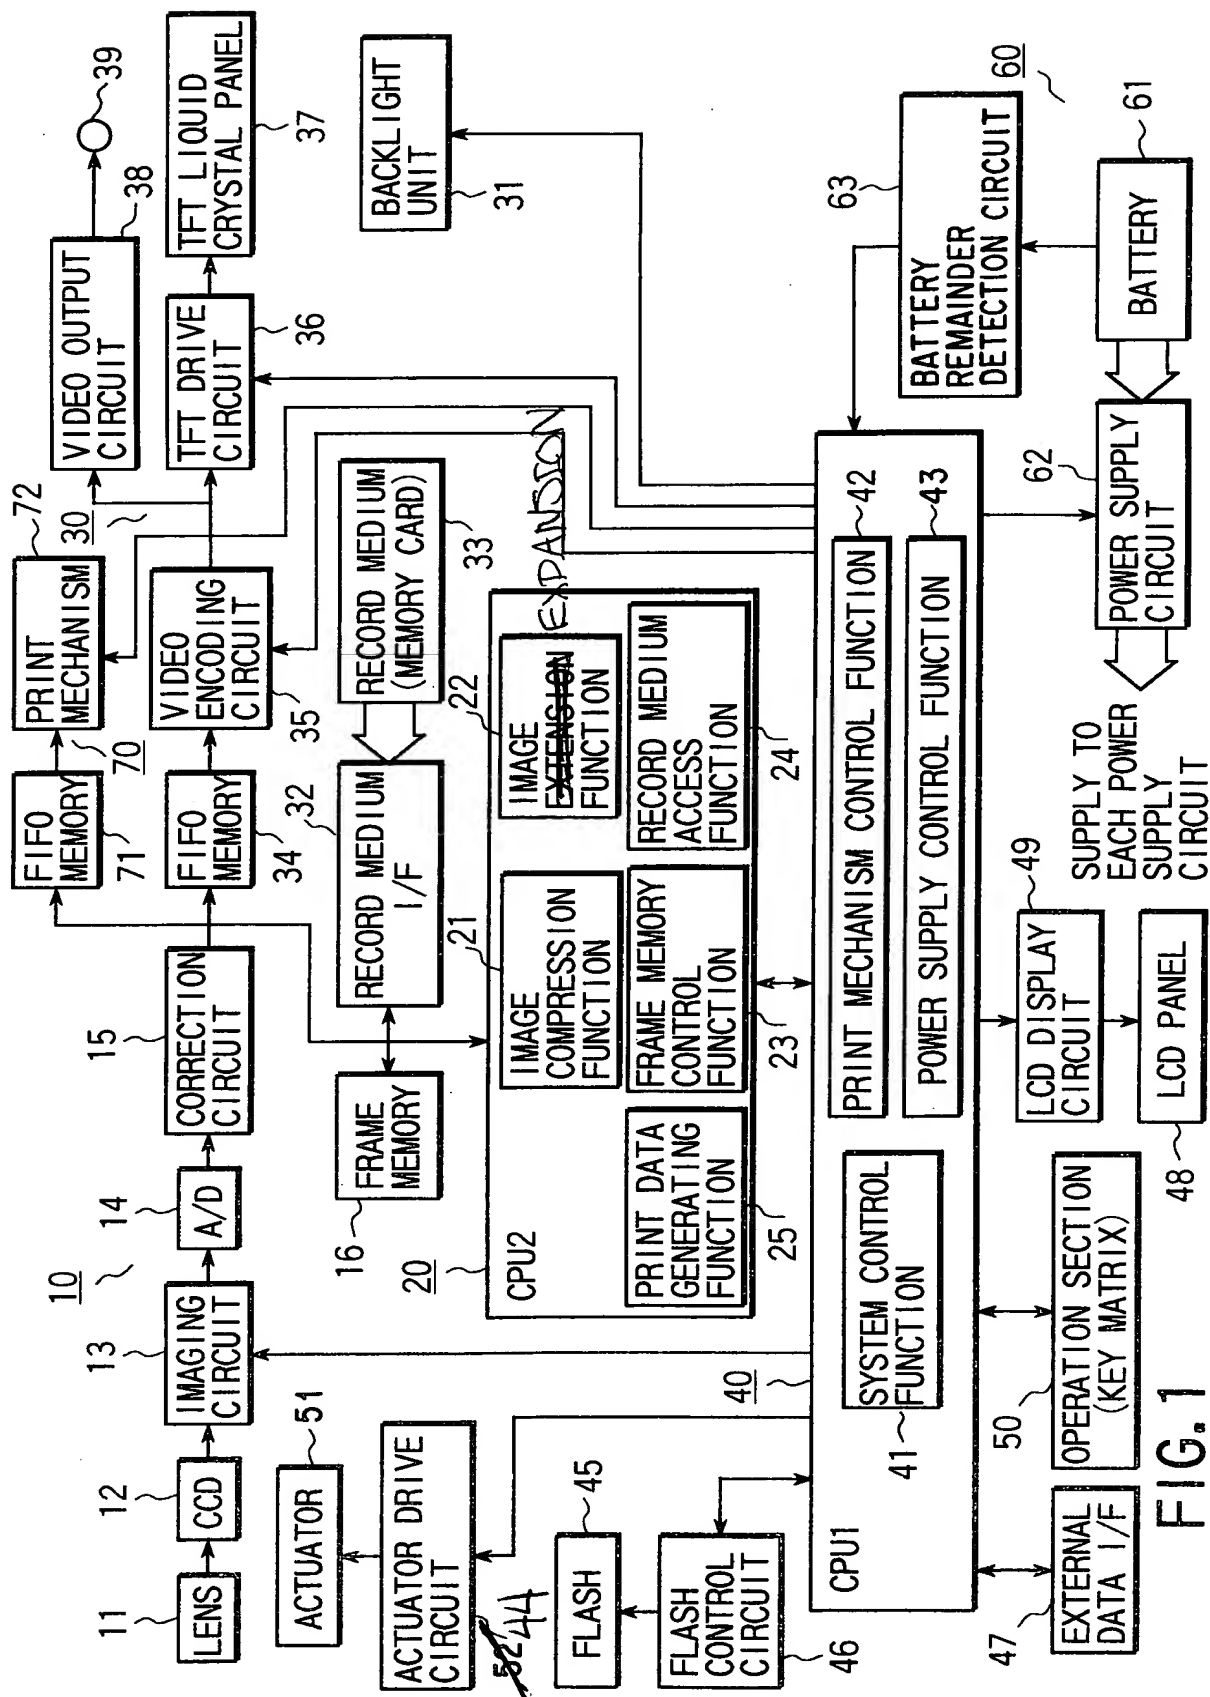 39
38
VIDEO OUTPUT
CIRCUIT
TFT LIQUID
CRYSTAL PANEL
37
TFT DRIVE
CIRCUIT
36
BACKLIGHT
UNIT
31
72
PRINT
MECHANISM
70
30
VIDEO
ENCODING
CIRCUIT
35
FIFO
MEMORY
71
FIFO
MEMORY
34
RECORD MEDIUM
(MEMORY CARD)
33
32
RECORD MEDIUM
I/F
15
CORRECTION
CIRCUIT
14
A/D
10
13
IMAGING
CIRCUIT
12
CCD
11
LENS
16
FRAME
MEMORY
51
ACTUATOR
ACTUATOR DRIVE
CIRCUIT
52
44
45
FLASH
FLASH
CONTROL
CIRCUIT
46
20
CPU2
21
IMAGE
COMPRESSION
FUNCTION
22
IMAGE
EXTENSION
FUNCTION
EXPANSION
PRINT DATA
GENERATING
FUNCTION
25
FRAME MEMORY
CONTROL
FUNCTION
23
RECORD MEDIUM
ACCESS
FUNCTION
24
40
CPU1
SYSTEM CONTROL
FUNCTION
41
PRINT MECHANISM CONTROL FUNCTION
42
POWER SUPPLY CONTROL FUNCTION
43
63
BATTERY
REMAINDER
DETECTION CIRCUIT
60
61
BATTERY
62
POWER SUPPLY
CIRCUIT
SUPPLY TO
EACH POWER
SUPPLY
CIRCUIT
49
LCD DISPLAY
CIRCUIT
LCD PANEL
48
50
OPERATION SECTION
(KEY MATRIX)
47
EXTERNAL
DATA I/F
FIG.1